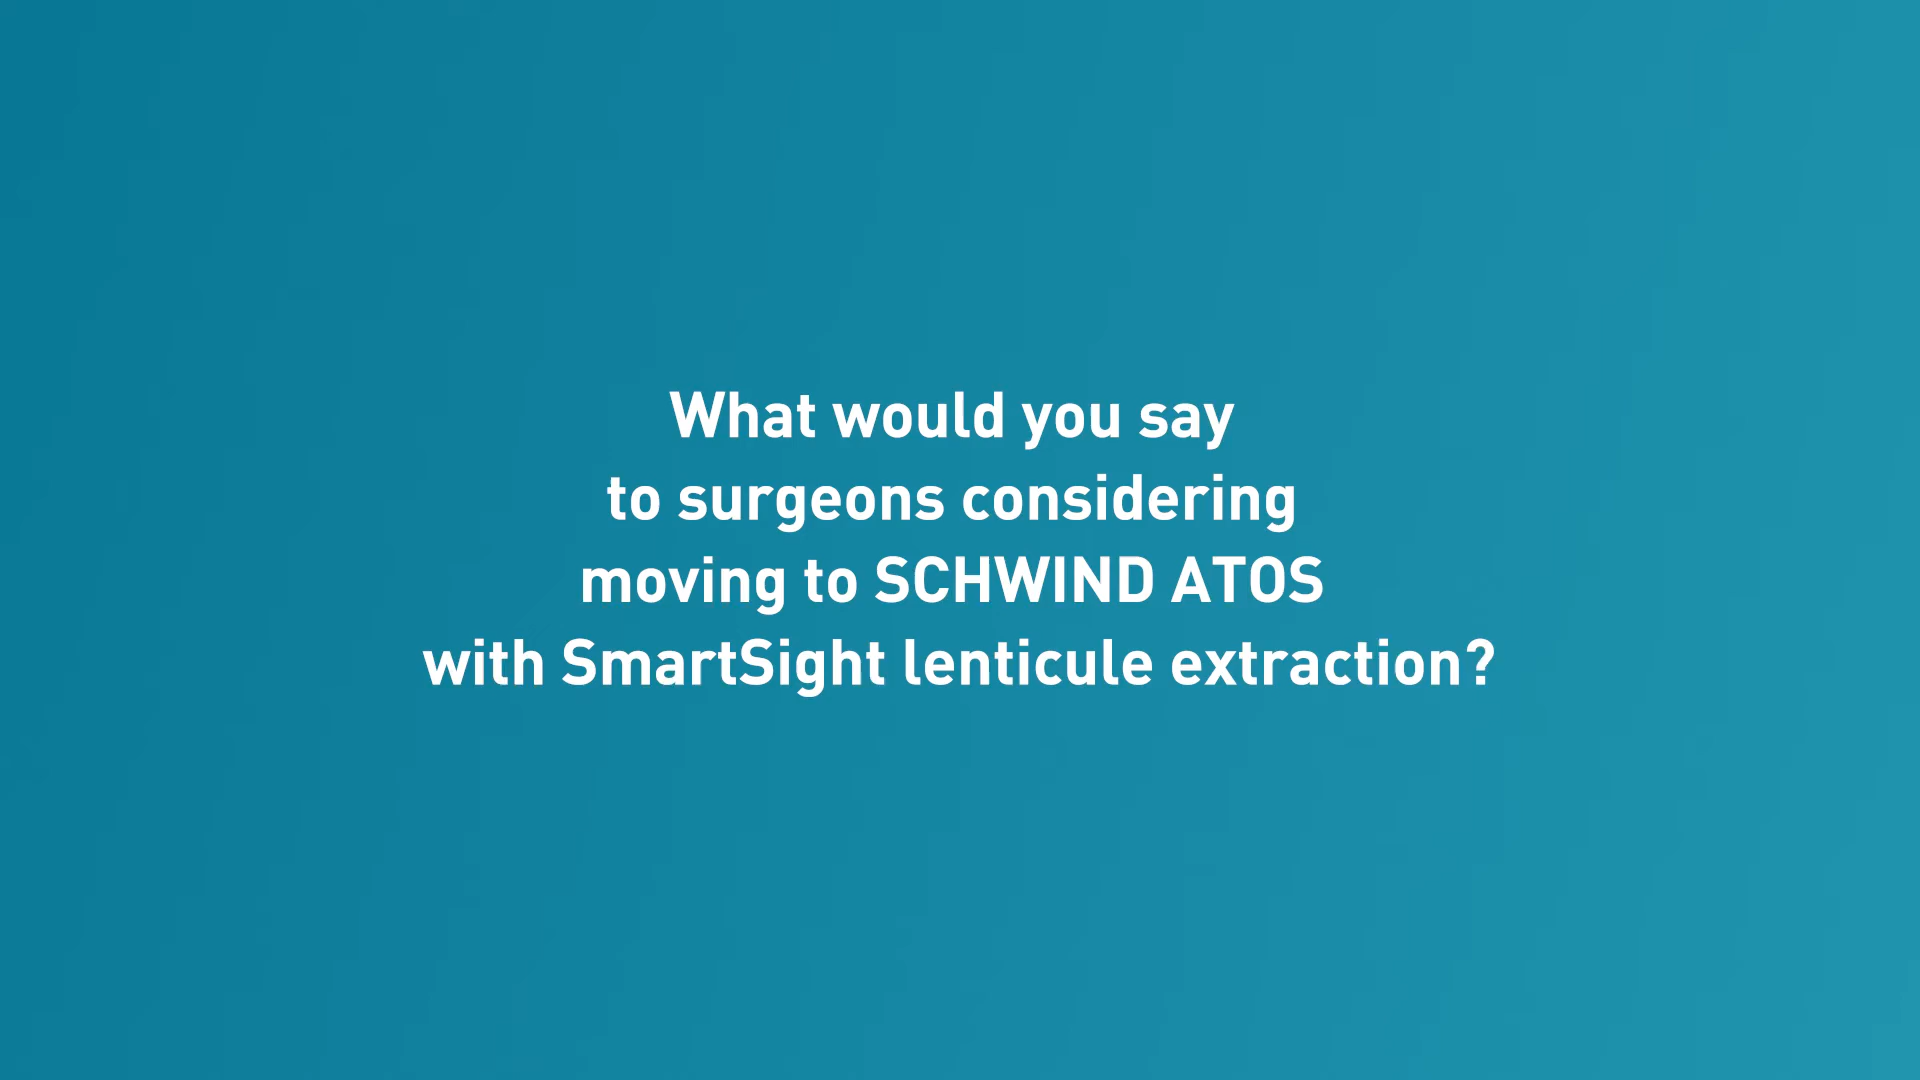 What would you say
to surgeons considering
moving to SCHWIND ATOS
with SmartSight lenticule extraction?